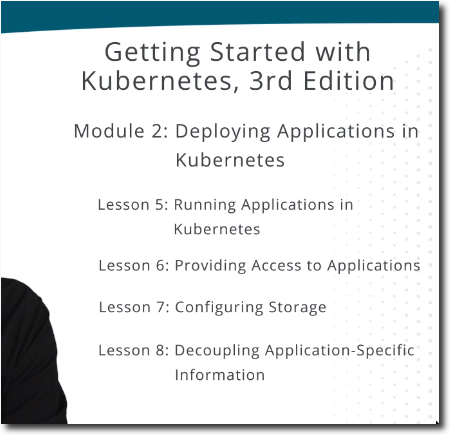 Getting Started with
Kubernetes, 3rd Edition
Module 2: Deploying Applications in
Kubernetes
Lesson 5: Running Applications in
Kubernetes
Lesson 6: Providing Access to Applications
Lesson 7: Configuring Storage
Lesson 8: Decoupling Application-Specific
Information